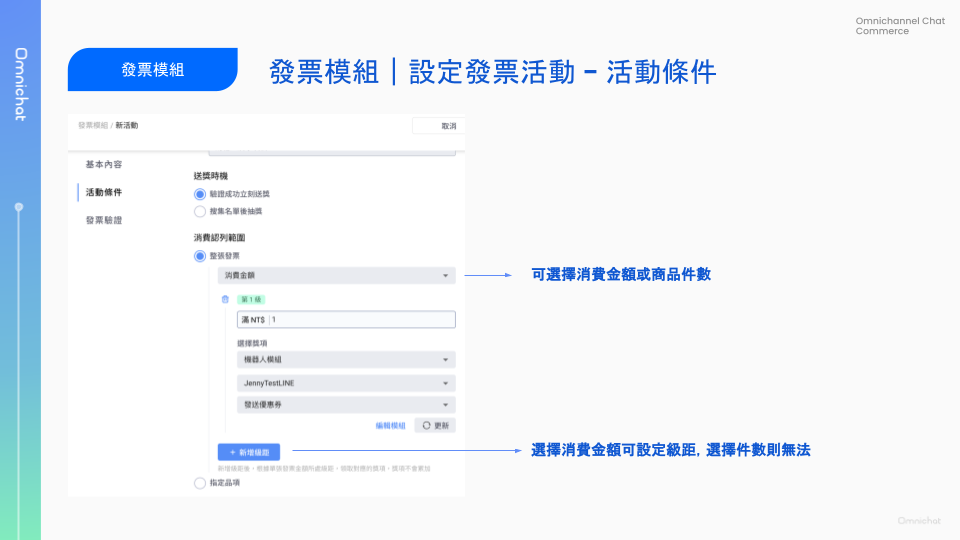 Omnichannel Chat
Commerce
Omnichat
發票模組
發票模組｜設定發票活動 - 活動條件
發票模組 / 新活動
取消
基本內容
活動條件
發票驗證
送獎時機
驗證成功立刻送獎
搜集名單後抽獎
消費認列範圍
整張發票
消費金額
可選擇消費金額或商品件數
第 1 級
滿 NT$ 1
選擇獎項
機器人模組
JennyTestLINE
發送優惠券
編輯模組
更新
+ 新增級距
選擇消費金額可設定級距, 選擇件數則無法
新增級距後，根據單張發票金額所處級距，領取對應的獎項，獎項不會累加
指定品項
Omnichat